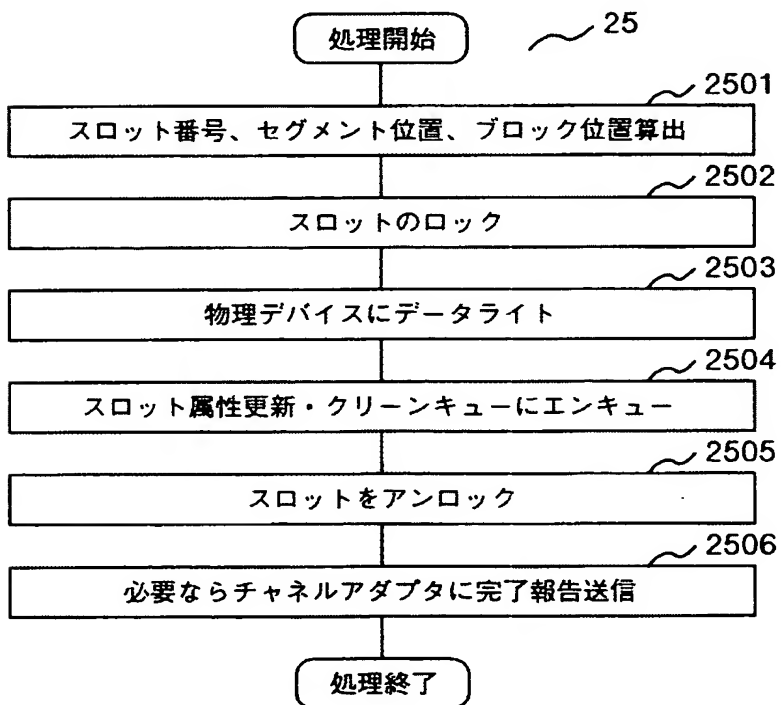 処理開始
25
2501
スロット番号、セグメント位置、ブロック位置算出
2502
スロットのロック
2503
物理デバイスにデータライト
2504
スロット属性更新・クリーンキューにエンキュー
2505
スロットをアンロック
2506
必要ならチャネルアダプタに完了報告送信
処理終了